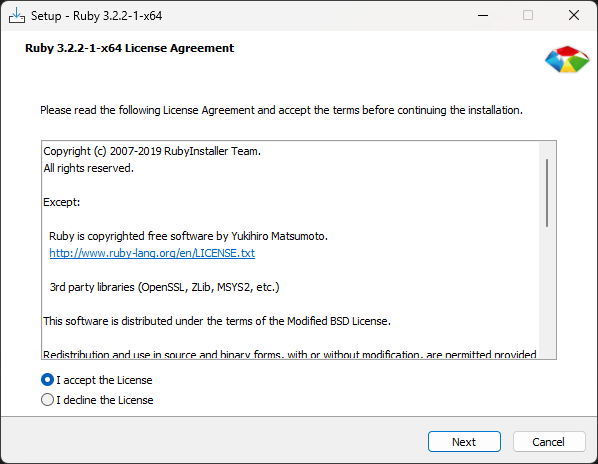 Setup - Ruby 3.2.2-1-x64
Ruby 3.2.2-1-x64 License Agreement
Please read the following License Agreement and accept the terms before continuing the installation.
Copyright (c) 2007-2019 RubyInstaller Team.
All rights reserved.
Except:
Ruby is copyrighted free software by Yukihiro Matsumoto.
http://www.ruby-lang.org/en/LICENSE.txt
3rd party libraries (OpenSSL, ZLib, MSYS2, etc.)
This software is distributed under the terms of the Modified BSD License.
Redistribution and use in source and binary forms, with or without modification, are permitted provided
I accept the License
I decline the License
Next
Cancel